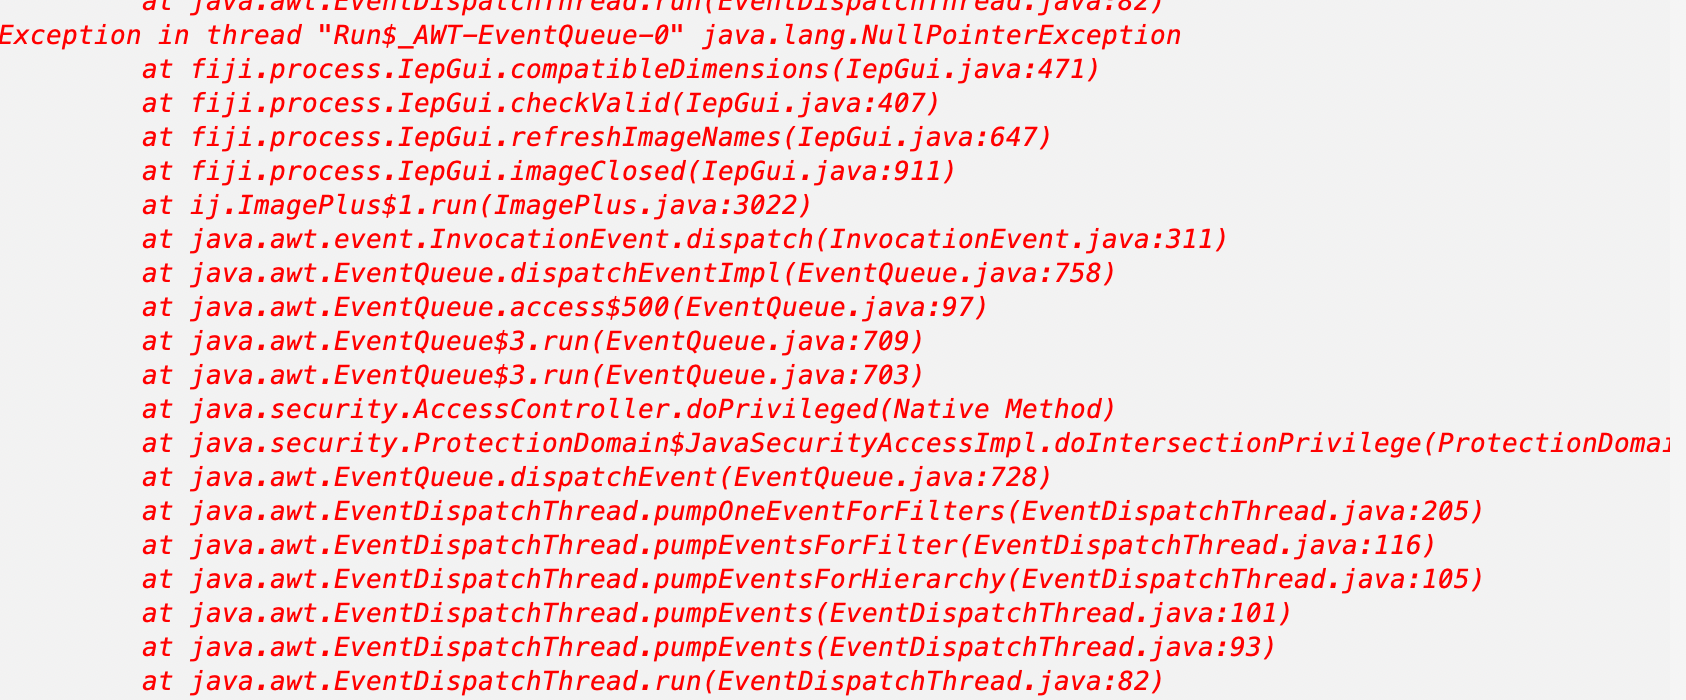 at java.awt.EventDispatchThread.run(EventDispatchThread.java:82)
Exception in thread "Run$_AWT-EventQueue-0" java.lang.NullPointerException
at fiji.process.IepGui.compatibleDimensions(IepGui.java:471)
at fiji.process.IepGui.checkValid(IepGui.java:407)
at fiji.process.IepGui.refreshImageNames(IepGui.java:647)
at fiji.process.IepGui.imageClosed(IepGui.java:911)
at ij.ImagePlus$1.run(ImagePlus.java:3022)
at java.awt.event.InvocationEvent.dispatch(InvocationEvent.java:311)
at java.awt.EventQueue.dispatchEventImpl(EventQueue.java:758)
at java.awt.EventQueue.access$500(EventQueue.java:97)
at java.awt.EventQueue$3.run(EventQueue.java:709)
at java.awt.EventQueue$3.run(EventQueue.java:703)
at java.security.AccessController.doPrivileged(Native Method)
at java.security.ProtectionDomain$JavaSecurityAccessImpl.doIntersectionPrivilege(ProtectionDomai
at java.awt.EventQueue.dispatchEvent(EventQueue.java:728)
at java.awt.EventDispatchThread.pumpOneEventForFilters(EventDispatchThread.java:205)
at java.awt.EventDispatchThread.pumpEventsForFilter(EventDispatchThread.java:116)
at java.awt.EventDispatchThread.pumpEventsForHierarchy(EventDispatchThread.java:105)
at java.awt.EventDispatchThread.pumpEvents(EventDispatchThread.java:101)
at java.awt.EventDispatchThread.pumpEvents(EventDispatchThread.java:93)
at java.awt.EventDispatchThread.run(EventDispatchThread.java:82)